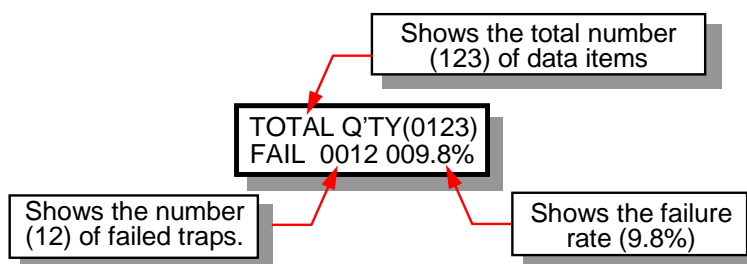 Shows the total number
(123) of data items
TOTAL Q'TY(0123)
FAIL 0012 009.8%
Shows the number
(12) of failed traps.
Shows the failure
rate (9.8%)